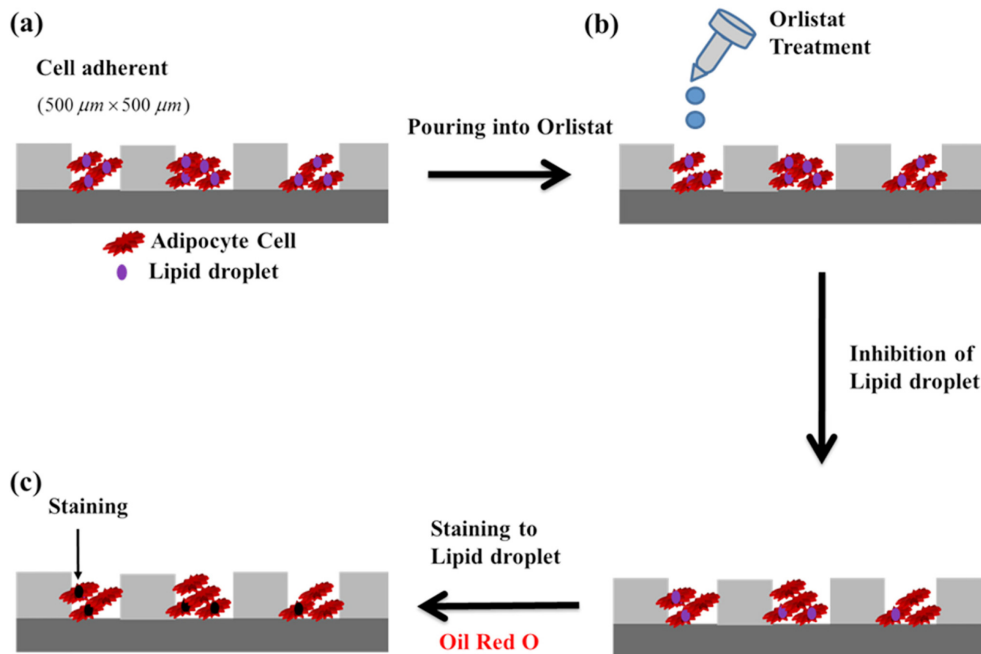 (a)
Cell adherent
(500 μm × 500 μm)
Adipocyte Cell
Lipid droplet
Pouring into Orlistat
(b)
Orlistat
Treatment
Inhibition of
Lipid droplet
(c)
Staining
Staining to
Lipid droplet
Oil Red O